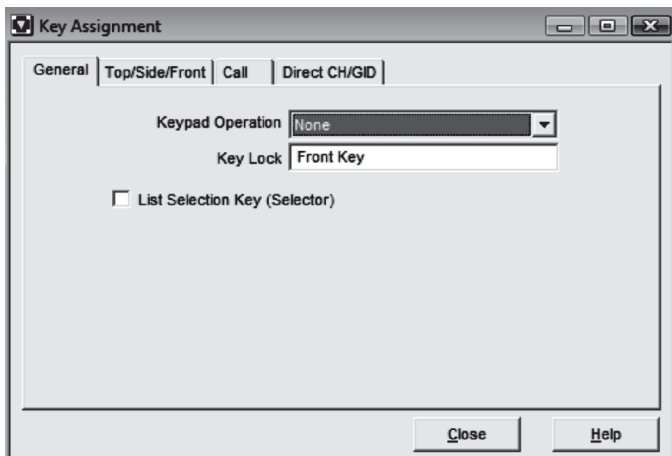 Key Assignment
General Top/Side/Front Call Direct CH/GID
Keypad Operation None
Key Lock Front Key
List Selection Key (Selector)
Close Help